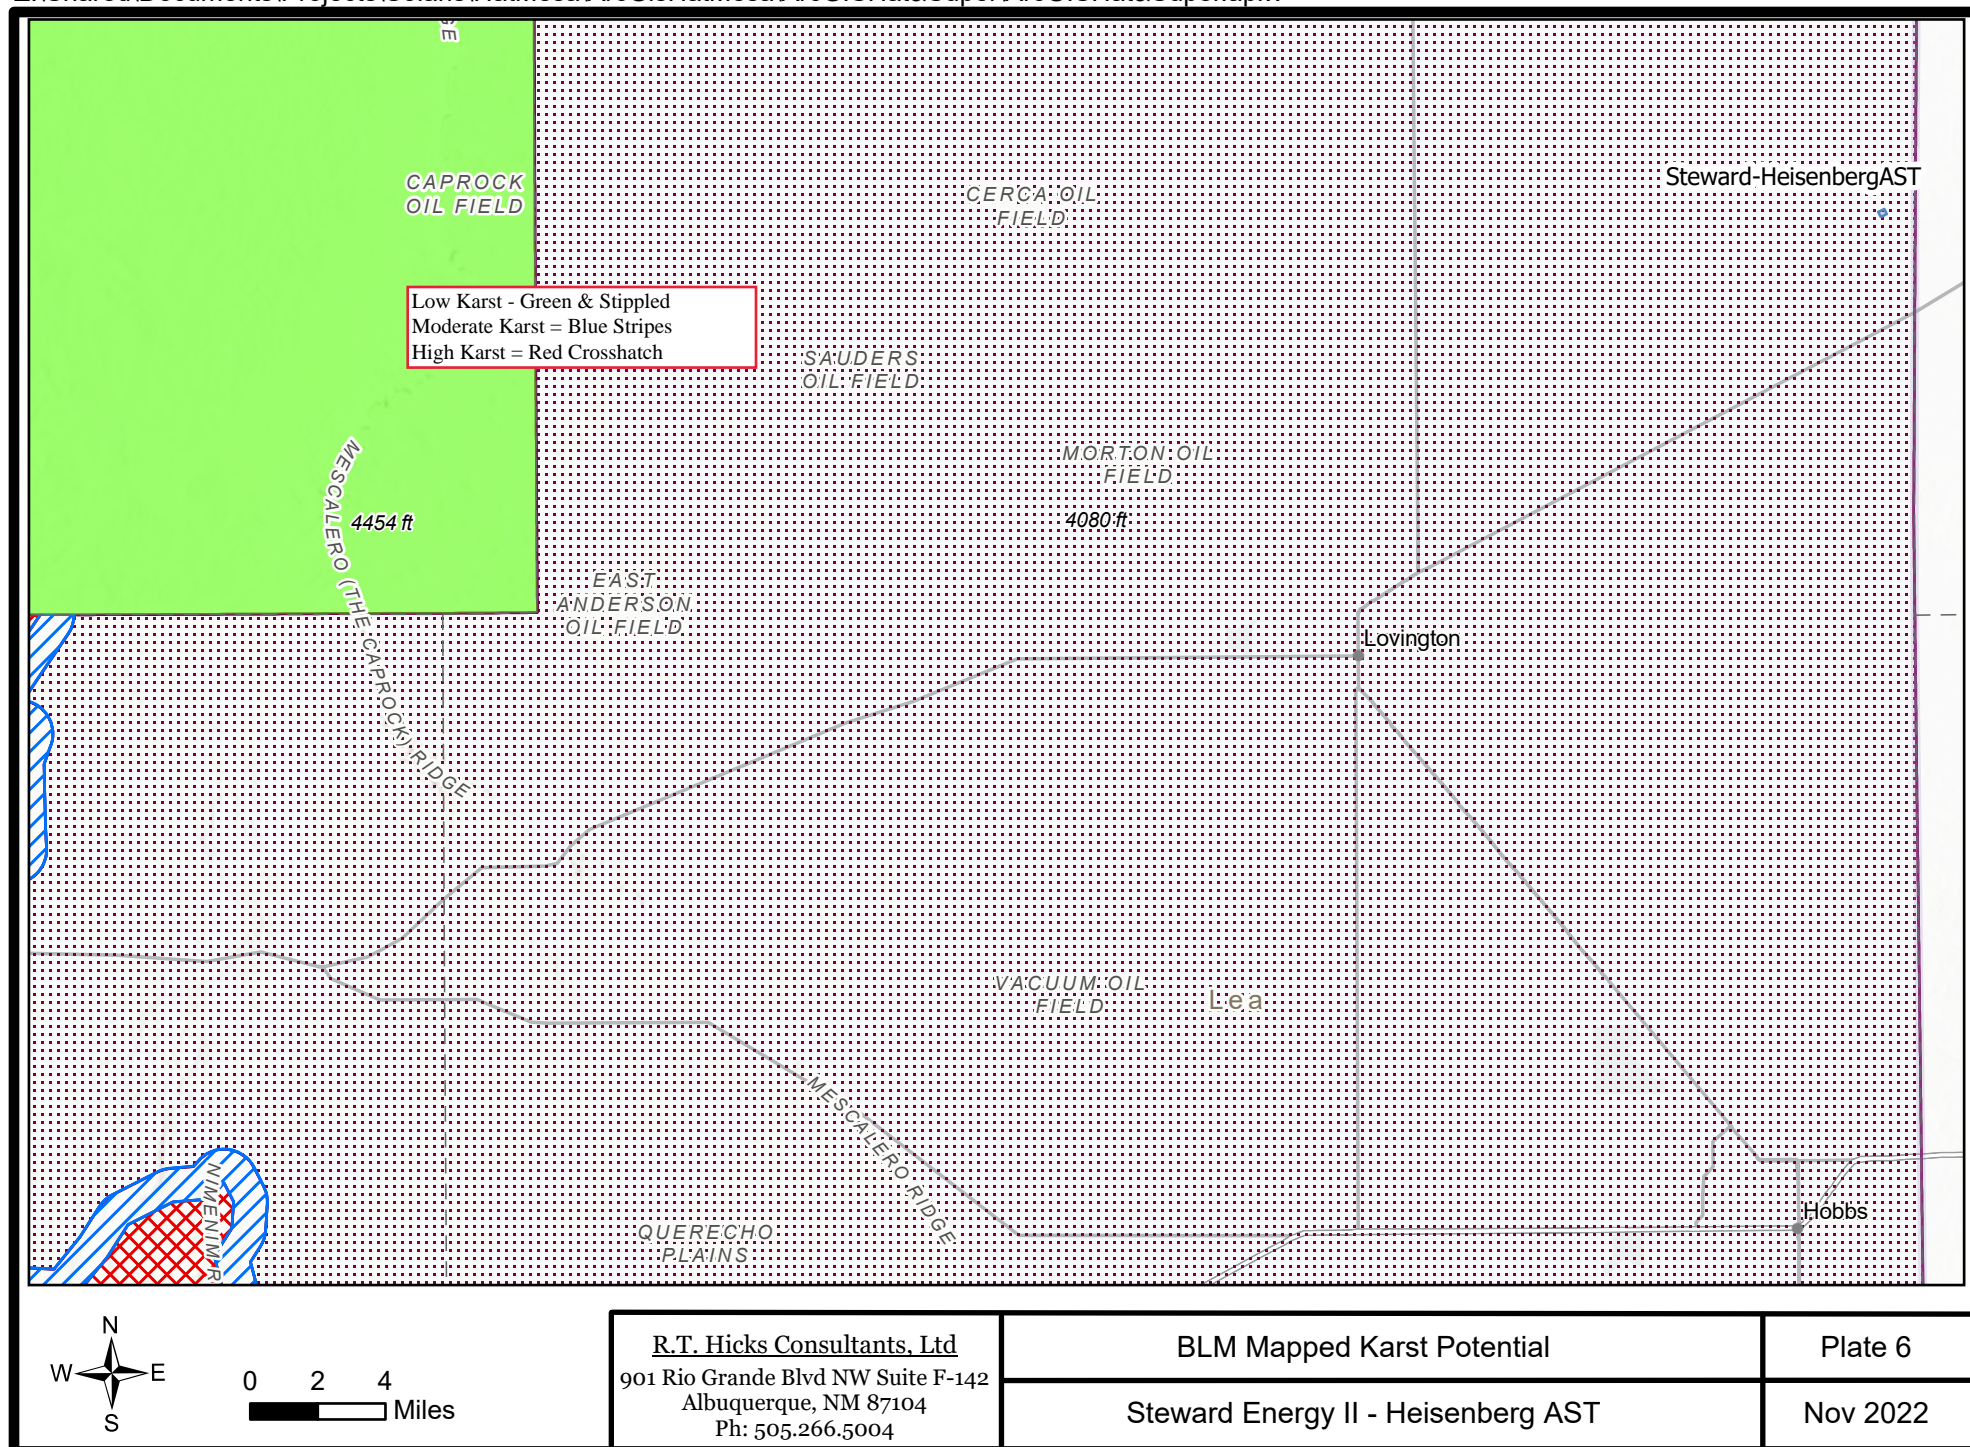 GE
CAPROCK
OIL FIELD
CERCA OIL
FIELD
Steward-HeisenbergAST
Low Karst - Green & Stippled
Moderate Karst = Blue Stripes
High Karst = Red Crosshatch
SAUDERS
OIL FIELD
MORTON OIL
FIELD
MESCALERO (THE CAPROCK) RIDGE
4454 ft
4080 ft
EAST
ANDERSON
OIL FIELD
Lovington
VACUUM OIL
FIELD
Lea
MESCALERO RIDGE
NIMENIM R
QUERECHO
PLAINS
Hobbs
N
W E
S
0 2 4
Miles
R.T. Hicks Consultants, Ltd
901 Rio Grande Blvd NW Suite F-142
Albuquerque, NM 87104
Ph: 505.266.5004
BLM Mapped Karst Potential
Steward Energy II - Heisenberg AST
Plate 6
Nov 2022